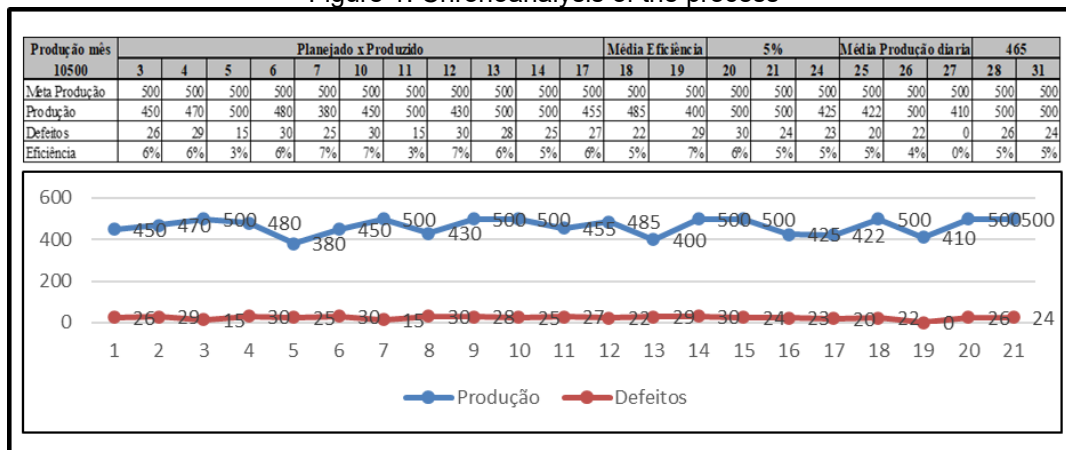 Figure 1: Chronoanalysis of the process
Produção mês Planejado x Produzido Média Eficiência 5% Média Produção diaria 465
10500 3 4 5 6 7 10 11 12 13 14 17 18 19 20 21 24 25 26 27 28 31
Meta Produção 500 500 500 500 500 500 500 500 500 500 500 500 500 500 500 500 500 500 500 500 500
Produção 450 470 500 480 380 450 500 430 500 500 455 485 400 500 500 425 422 500 410 500 500
Defeitos 26 29 15 30 25 30 15 30 28 25 27 22 29 30 24 23 20 22 0 26 24
Eficiência 6% 6% 3% 6% 7% 7% 3% 7% 6% 5% 6% 5% 7% 6% 5% 5% 5% 4% 0% 5% 5%
600
400
200
0
450 470 500 480 380 450 500 430 500 500 455 485 400 500 500 425 422 500 410 500 500
26 29 15 30 25 30 15 30 28 25 27 22 29 30 24 23 20 22 0 26 24
1 2 3 4 5 6 7 8 9 10 11 12 13 14 15 16 17 18 19 20 21
Produção Defeitos